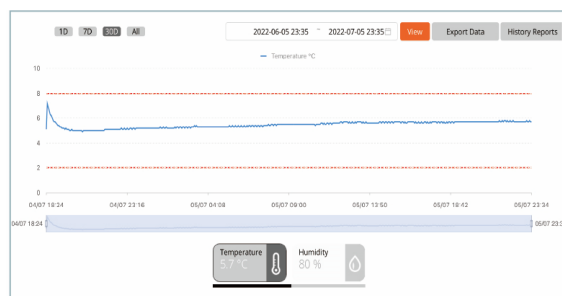 1D 7D 30D All 2022-06-05 23:35 ~ 2022-07-05 23:35 View Export Data History Reports
Temperature °C
10
8
6
4
2
0
04/07 18:24 04/07 23:16 05/07 04:08 05/07 09:00 05/07 13:50 05/07 18:42 05/07 23:34
04/07 18:24 05/07 23:3
Temperature Humidity
5.7 °C 80 %